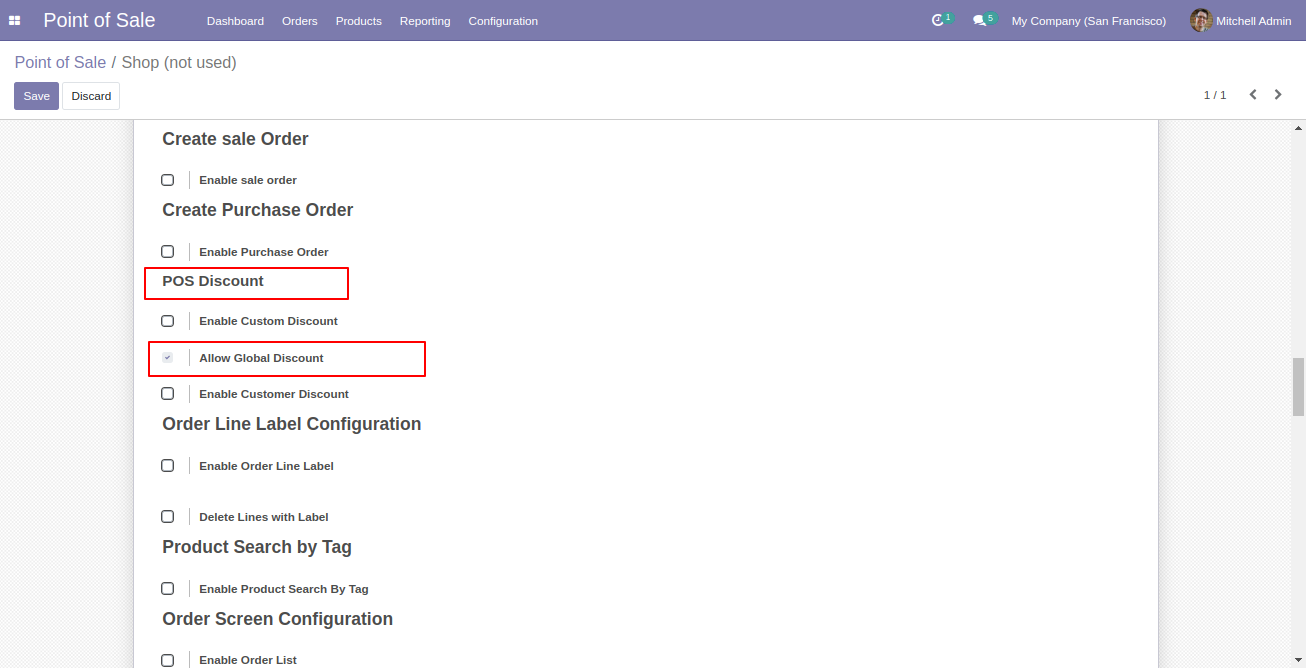 Point of Sale Dashboard Orders Products Reporting Configuration 1 5 My Company (San Francisco) Mitchell Admin
Point of Sale / Shop (not used)
Save Discard 1 / 1
Create sale Order
Enable sale order
Create Purchase Order
Enable Purchase Order
POS Discount
Enable Custom Discount
Allow Global Discount
Enable Customer Discount
Order Line Label Configuration
Enable Order Line Label
Delete Lines with Label
Product Search by Tag
Enable Product Search By Tag
Order Screen Configuration
Enable Order List